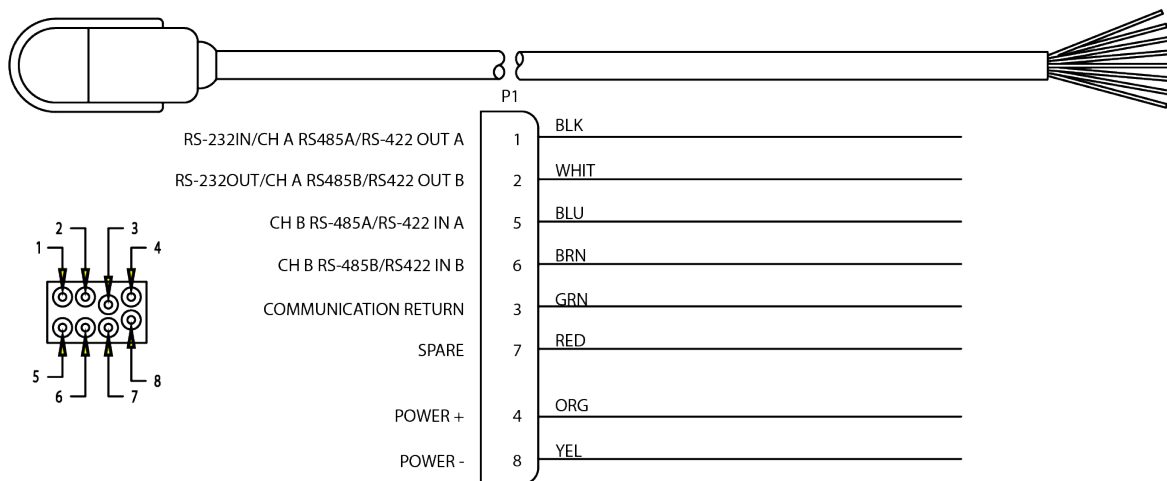 P1
RS-232IN/CH A RS485A/RS-422 OUT A 1 BLK
RS-232OUT/CH A RS485B/RS422 OUT B 2 WHIT
CH B RS-485A/RS-422 IN A 5 BLU
CH B RS-485B/RS422 IN B 6 BRN
COMMUNICATION RETURN 3 GRN
SPARE 7 RED
POWER + 4 ORG
POWER - 8 YEL
1 2 3 4
5 6 7 8